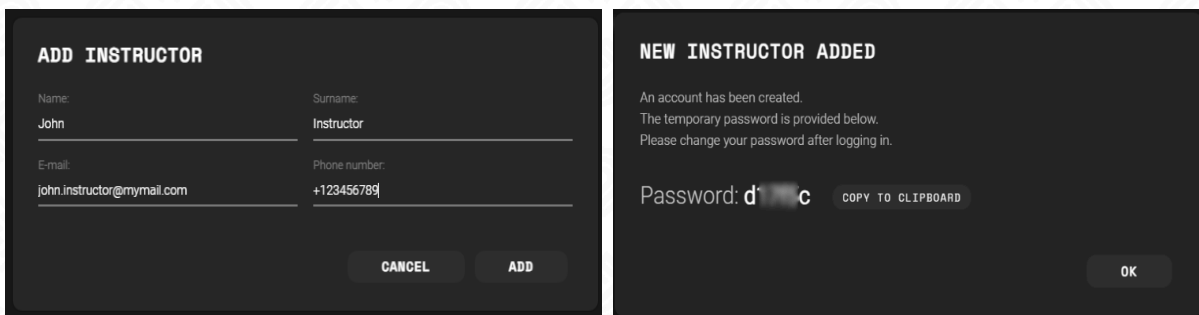 ADD INSTRUCTOR
Name:
Surname:
John
Instructor
E-mail:
Phone number:
john.instructor@mymail.com
+123456789
CANCEL
ADD
NEW INSTRUCTOR ADDED
An account has been created.
The temporary password is provided below.
Please change your password after logging in.
Password:
COPY TO CLIPBOARD
OK